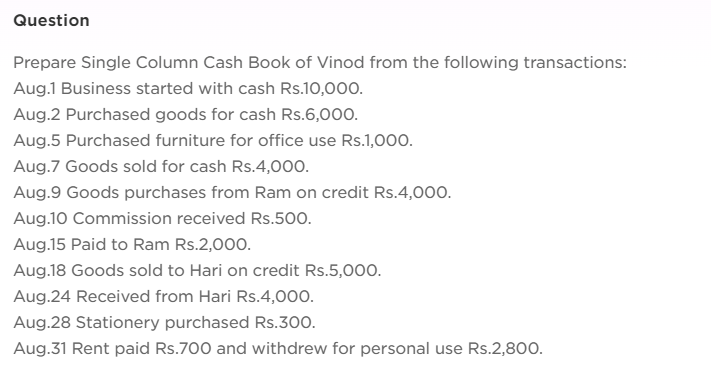 Question
Prepare Single Column Cash Book of Vinod from the following transactions:
Aug.1 Business started with cash Rs.10,000.
Aug.2 Purchased goods for cash Rs.6,000.
Aug.5 Purchased furniture for office use Rs.1,000.
Aug.7 Goods sold for cash Rs.4,000.
Aug.9 Goods purchases from Ram on credit Rs.4,000.
Aug.10 Commission received Rs.500.
Aug.15 Paid to Ram Rs.2,000.
Aug.18 Goods sold to Hari on credit Rs.5,000.
Aug.24 Received from Hari Rs.4,000.
Aug.28 Stationery purchased Rs.300.
Aug.31 Rent paid Rs.700 and withdrew for personal use Rs.2,800.